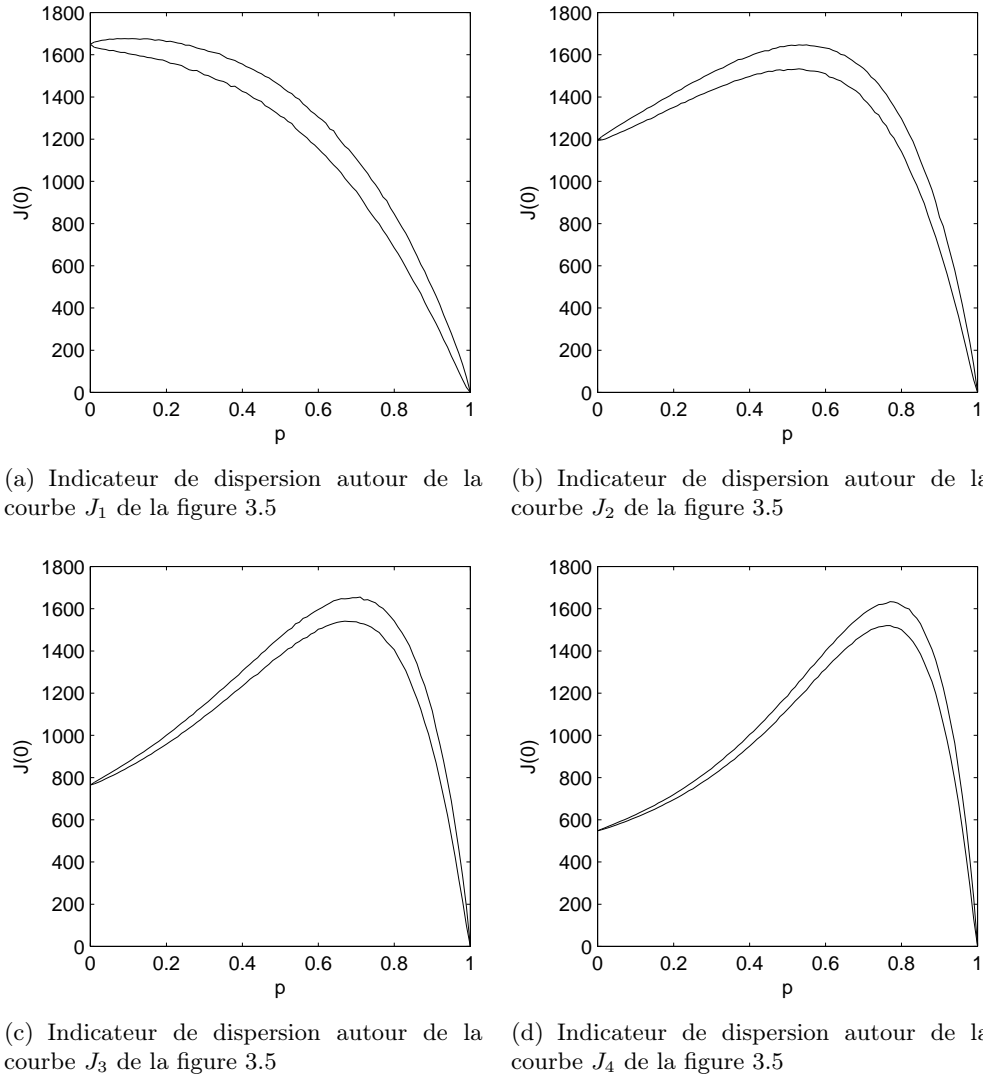 1800
1600
1400
1200
1000
800
600
400
200
0
J(0)
0 0.2 0.4 0.6 0.8 1
p
(a) Indicateur de dispersion autour de la
courbe J1 de la figure 3.5
1800
1600
1400
1200
1000
800
600
400
200
0
J(0)
0 0.2 0.4 0.6 0.8 1
p
(b) Indicateur de dispersion autour de la
courbe J2 de la figure 3.5
1800
1600
1400
1200
1000
800
600
400
200
0
J(0)
0 0.2 0.4 0.6 0.8 1
p
(c) Indicateur de dispersion autour de la
courbe J3 de la figure 3.5
1800
1600
1400
1200
1000
800
600
400
200
0
J(0)
0 0.2 0.4 0.6 0.8 1
p
(d) Indicateur de dispersion autour de la
courbe J4 de la figure 3.5